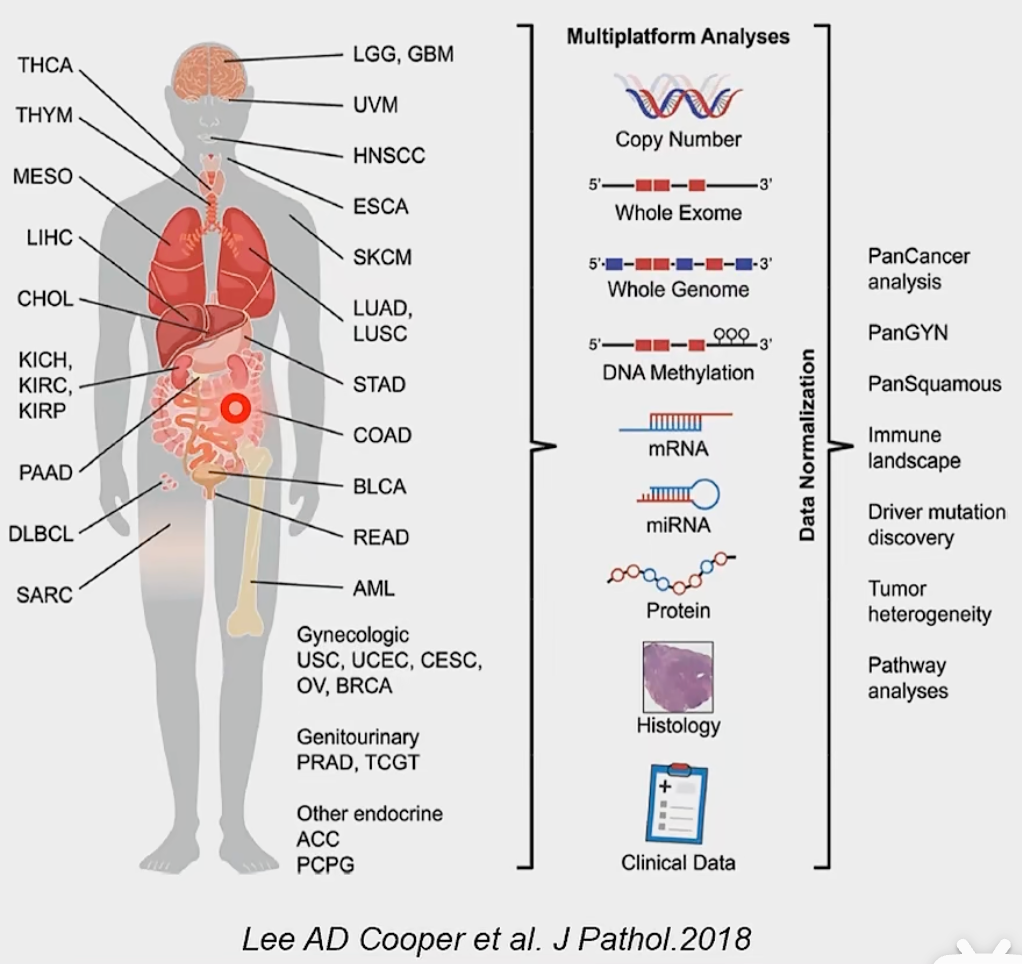 THCA
THYM
MESO
LIHC
CHOL
KICH,
KIRC,
KIRP
PAAD
DLBCL
SARC
LGG, GBM
UVM
HNSCC
ESCA
SKCM
LUAD,
LUSC
STAD
COAD
BLCA
READ
AML
Gynecologic
USC, UCEC, CESC,
OV, BRCA
Genitourinary
PRAD, TCGT
Other endocrine
ACC
PCPG
Multiplatform Analyses
Copy Number
5' 3'
Whole Exome
5' 3'
Whole Genome
5' 3'
DNA Methylation
mRNA
miRNA
Protein
Histology
Clinical Data
Data Normalization
PanCancer
analysis
PanGYN
PanSquamous
Immune
landscape
Driver mutation
discovery
Tumor
heterogeneity
Pathway
analyses
Lee AD Cooper et al. J Pathol.2018